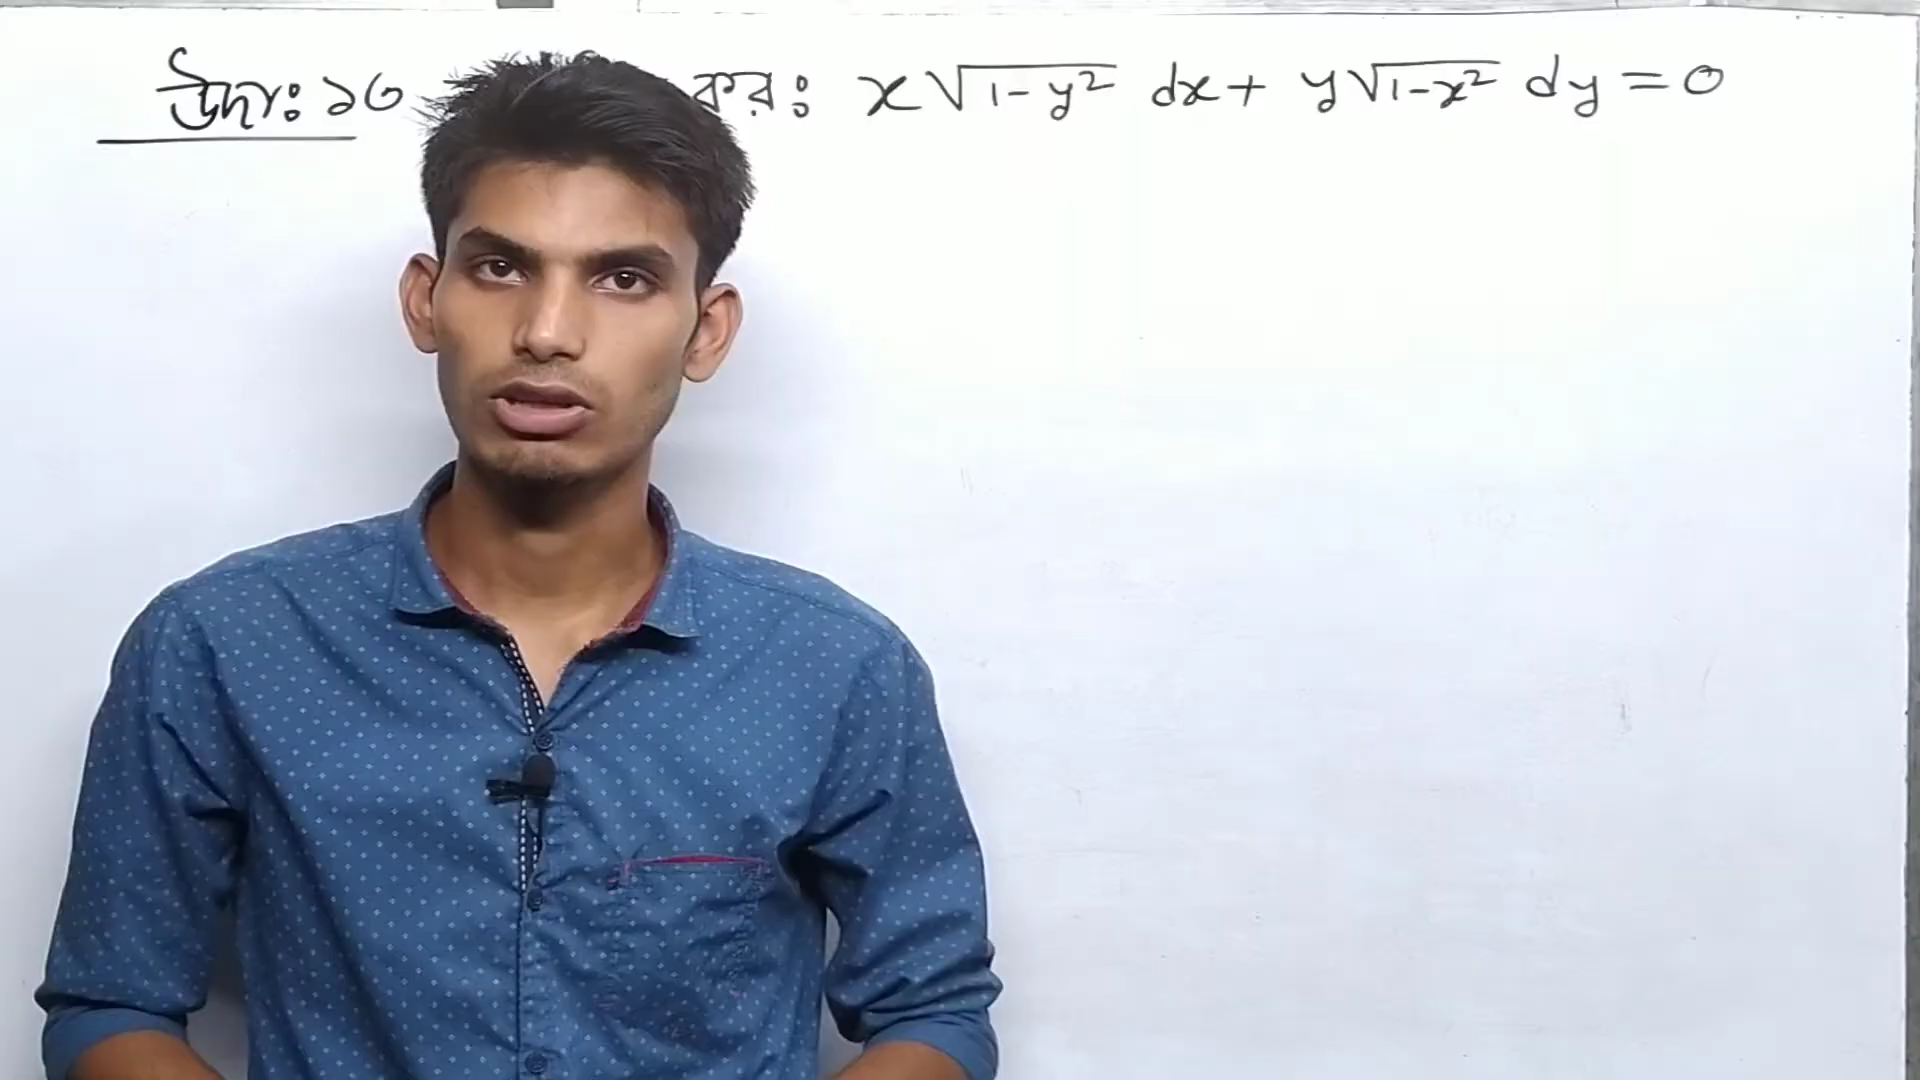 উদাঃ ১৩ করঃ x√1-y² dx + y√1-x² dy = 0